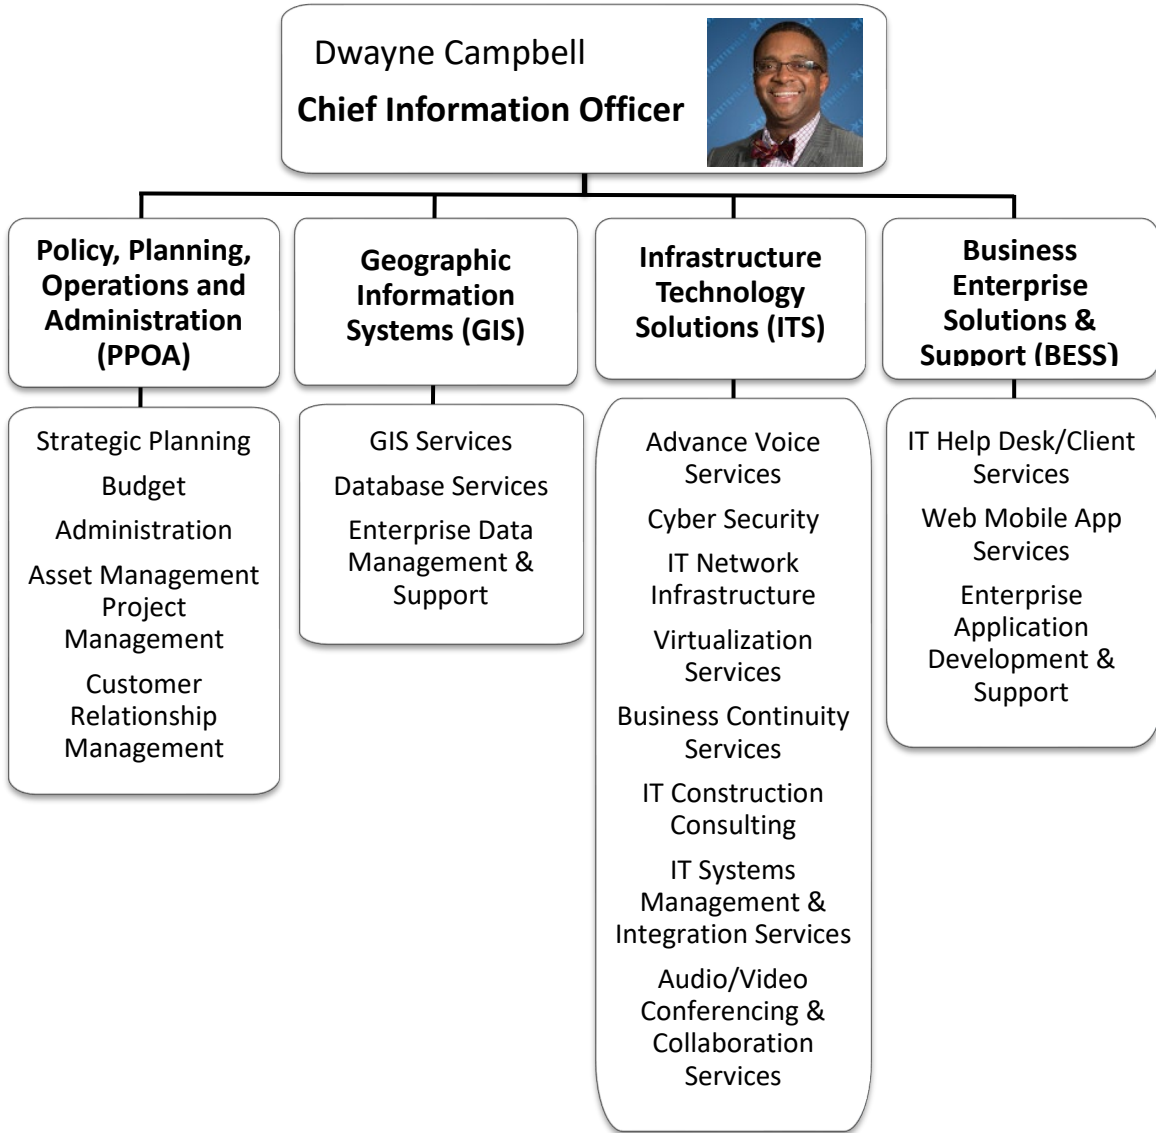 Dwayne Campbell
Chief Information Officer
Policy, Planning,
Operations and
Administration
(PPOA)
Geographic
Information
Systems (GIS)
Infrastructure
Technology
Solutions (ITS)
Business
Enterprise
Solutions &
Support (BESS)
Strategic Planning
Budget
Administration
Asset Management
Project
Management
Customer
Relationship
Management
GIS Services
Database Services
Enterprise Data
Management &
Support
Advance Voice
Services
Cyber Security
IT Network
Infrastructure
Virtualization
Services
Business Continuity
Services
IT Construction
Consulting
IT Systems
Management &
Integration Services
Audio/Video
Conferencing &
Collaboration
Services
IT Help Desk/Client
Services
Web Mobile App
Services
Enterprise
Application
Development &
Support